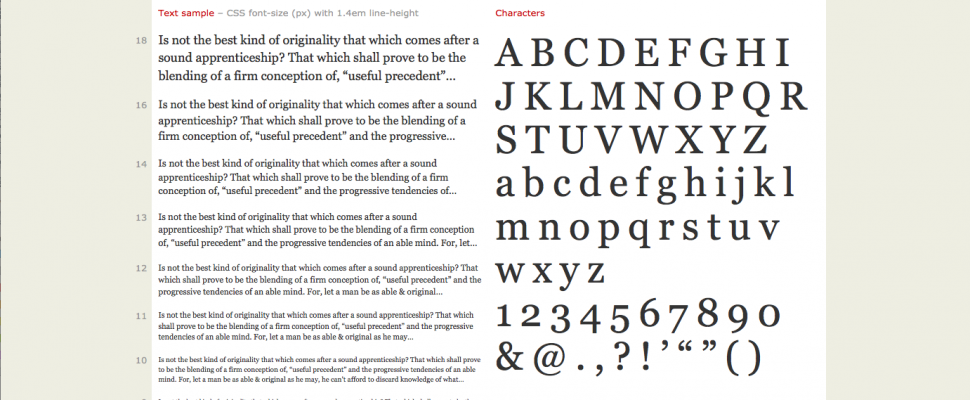 Text sample – CSS font-size (px) with 1.4em line-height
18
Is not the best kind of originality that which comes after a
sound apprenticeship? That which shall prove to be the
blending of a firm conception of, “useful precedent”...
16
Is not the best kind of originality that which comes after a sound
apprenticeship? That which shall prove to be the blending of a
firm conception of, “useful precedent” and the progressive...
14
Is not the best kind of originality that which comes after a sound
apprenticeship? That which shall prove to be the blending of a firm
conception of, “useful precedent” and the progressive tendencies of...
13
Is not the best kind of originality that which comes after a sound
apprenticeship? That which shall prove to be the blending of a firm conception
of, “useful precedent” and the progressive tendencies of an able mind. For, let...
12
Is not the best kind of originality that which comes after a sound apprenticeship? That
which shall prove to be the blending of a firm conception of, “useful precedent” and the
progressive tendencies of an able mind. For, let a man be as able & original...
11
Is not the best kind of originality that which comes after a sound apprenticeship? That which
shall prove to be the blending of a firm conception of, “useful precedent” and the progressive
tendencies of an able mind. For, let a man be as able & original as he may...
10
Is not the best kind of originality that which comes after a sound apprenticeship? That which shall prove
to be the blending of a firm conception of, “useful precedent” and the progressive tendencies of an able
mind. For, let a man be as able & original as he may, he can’t afford to discard knowledge of what...
Characters
A B C D E F G H I
J K L M N O P Q R
S T U V W X Y Z
a b c d e f g h i j k l
m n o p q r s t u v
w x y z
1 2 3 4 5 6 7 8 9 0
& @ . , ? ! ’ “ ” ( )